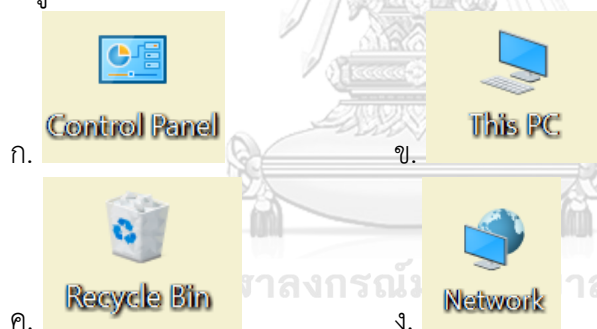 ก. Control Panel ข. This PC
ค. Recycle Bin ง. Network